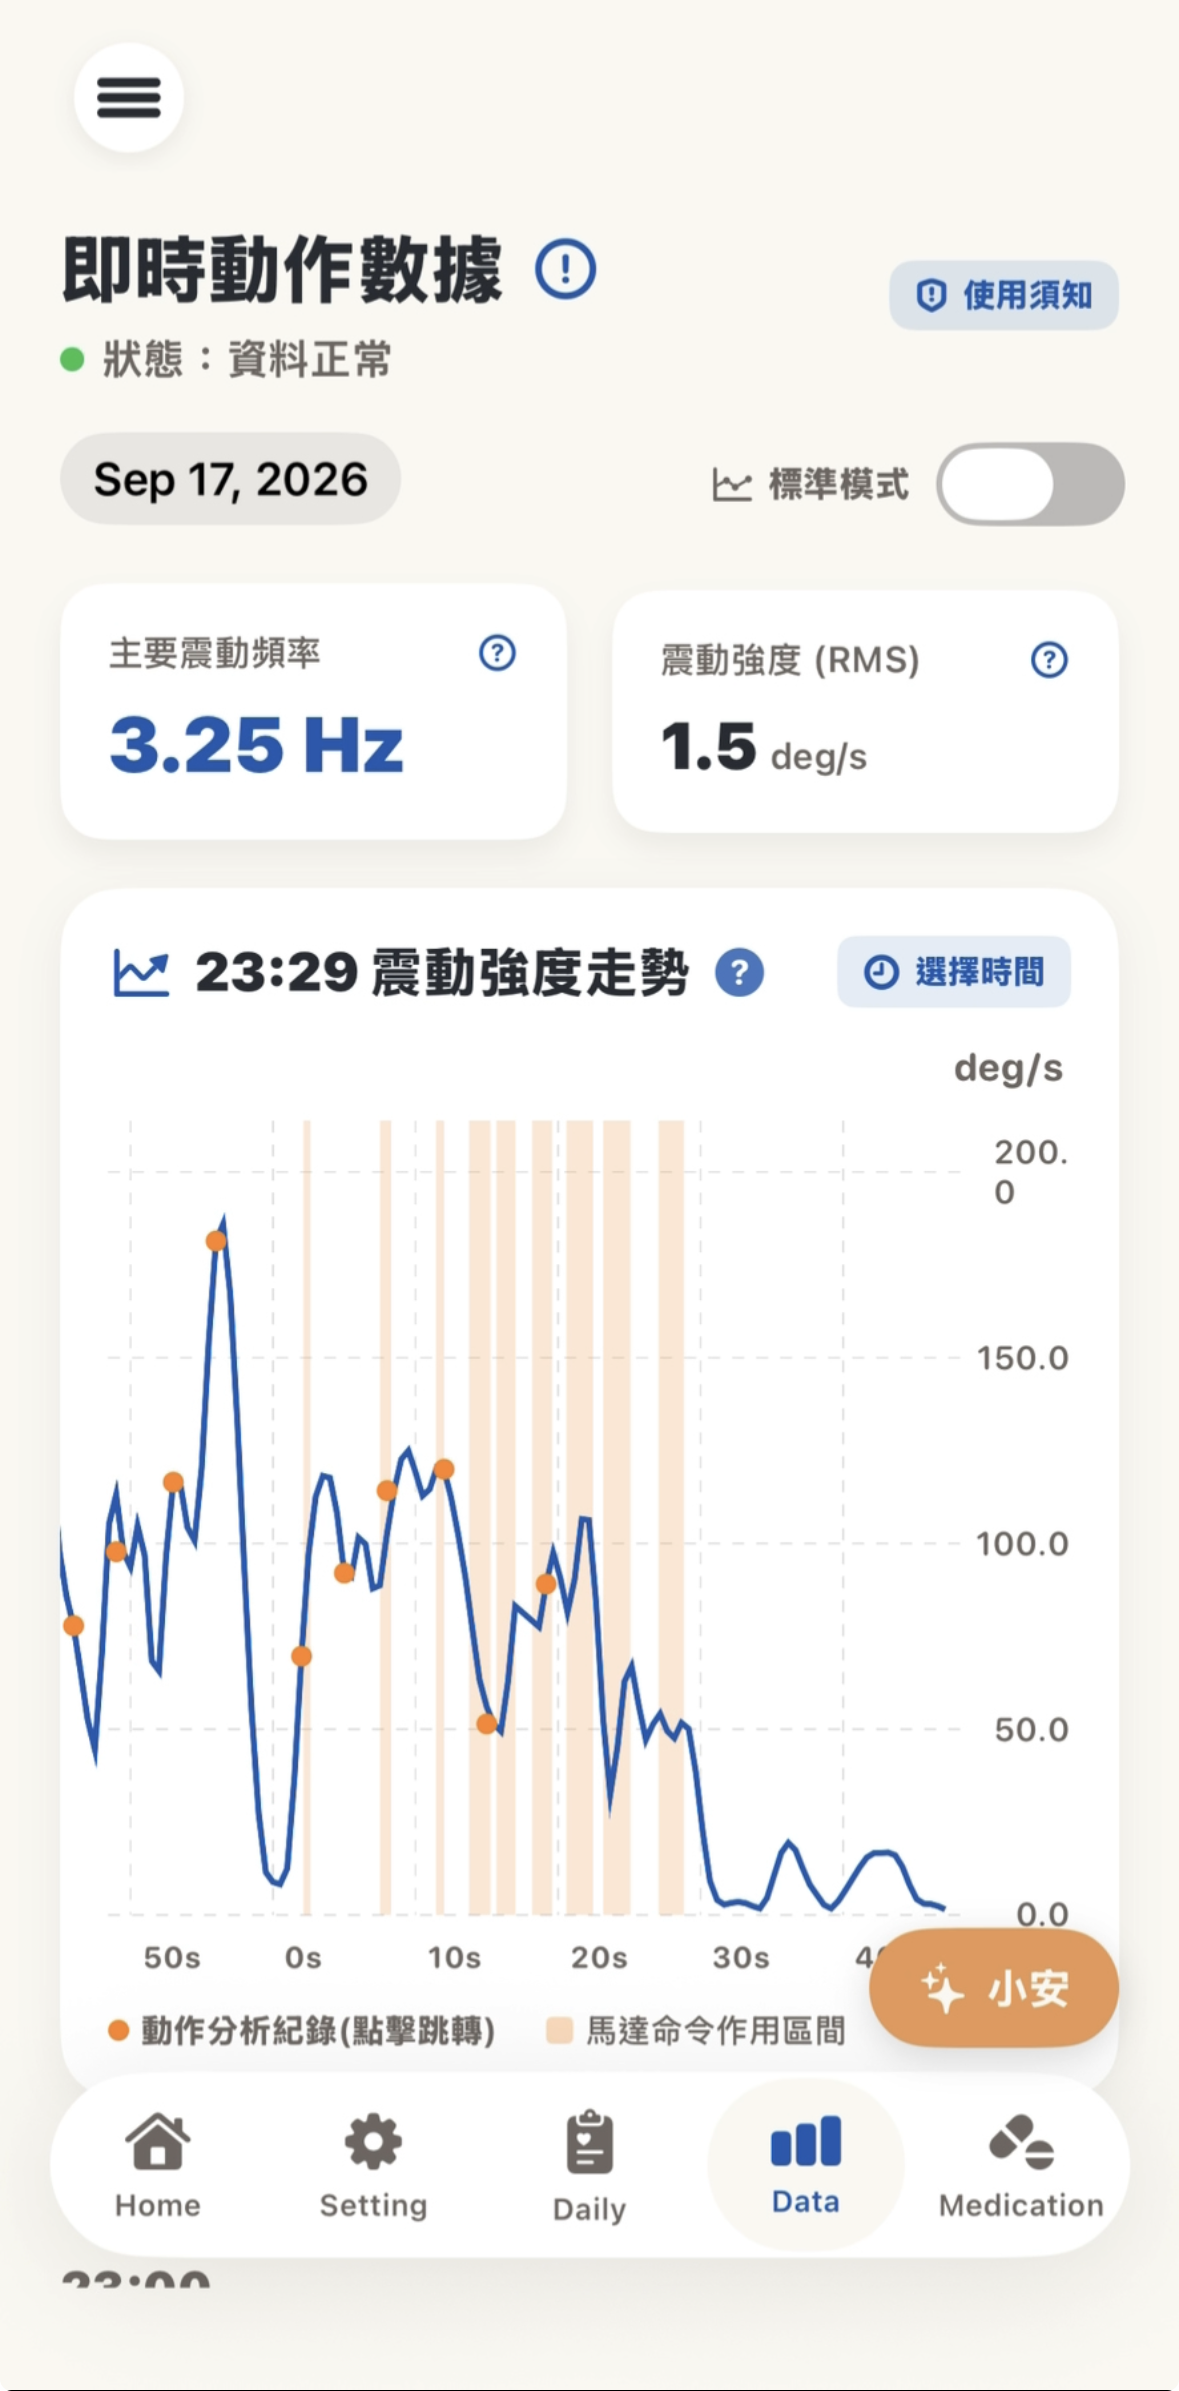 即時動作數據
使用須知
狀態：資料正常
Sep 17, 2026
標準模式
主要震動頻率
3.25 Hz
震動強度 (RMS)
1.5 deg/s
23:29 震動強度走勢
選擇時間
deg/s
200.
0
150.0
100.0
50.0
0.0
50s 0s 10s 20s 30s
小安
動作分析紀錄(點擊跳轉) 馬達命令作用區間
Home Setting Daily Data Medication
23:00